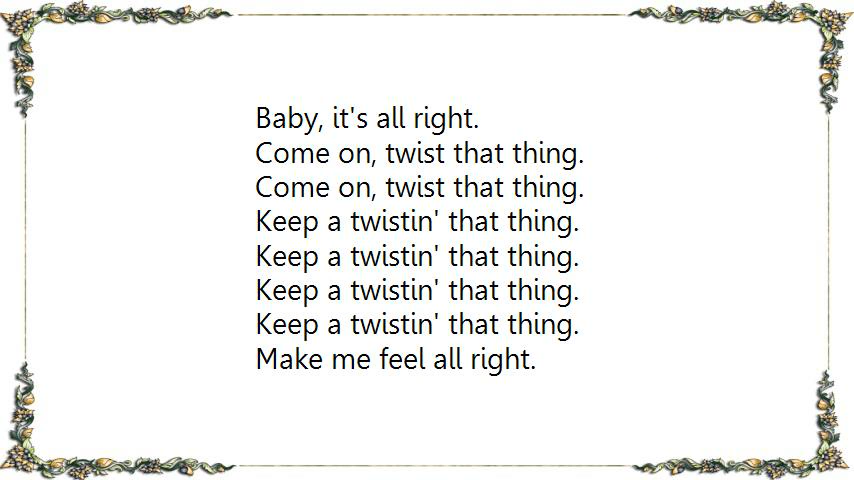 Baby, it's all right.
Come on, twist that thing.
Come on, twist that thing.
Keep a twistin' that thing.
Keep a twistin' that thing.
Keep a twistin' that thing.
Keep a twistin' that thing.
Make me feel all right.